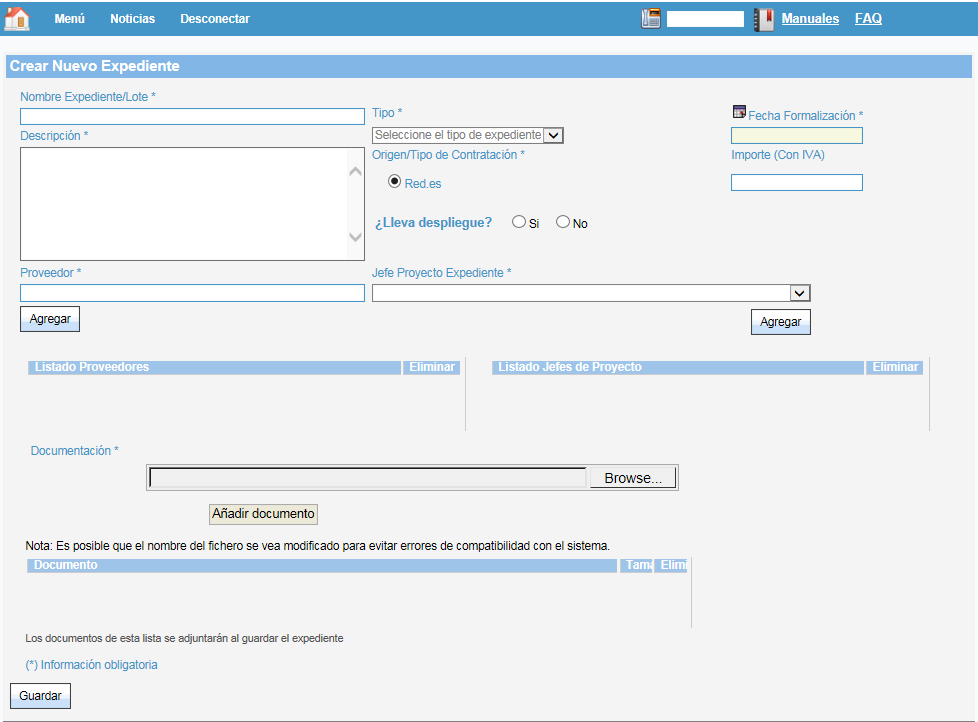 Menú Noticias Desconectar Manuales FAQ
Crear Nuevo Expediente
Nombre Expediente/Lote *
Tipo *
Fecha Formalización *
Descripción *
Seleccione el tipo de expediente
Origen/Tipo de Contratación *
Importe (Con IVA)
Red.es
¿Lleva despliegue? Si No
Proveedor *
Jefe Proyecto Expediente *
Agregar
Agregar
Listado Proveedores Eliminar
Listado Jefes de Proyecto Eliminar
Documentación *
Browse...
Añadir documento
Nota: Es posible que el nombre del fichero se vea modificado para evitar errores de compatibilidad con el sistema.
Documento Tama Elimi
Los documentos de esta lista se adjuntarán al guardar el expediente
(*) Información obligatoria
Guardar